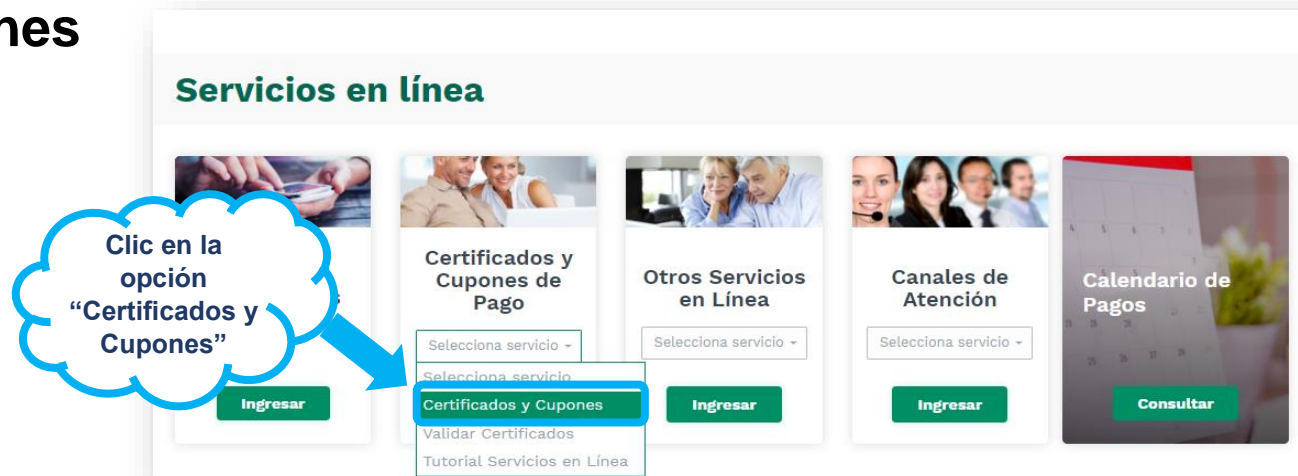 nes
Servicios en línea
Clic en la
opción
“Certificados y
Cupones”
Ingresar
Certificados y
Cupones de
Pago
Selecciona servicio
Selecciona servicio
Certificados y Cupones
Validar Certificados
Tutorial Servicios en Línea
Otros Servicios
en Línea
Selecciona servicio
Ingresar
Canales de
Atención
Selecciona servicio
Ingresar
Calendario de
Pagos
Consultar